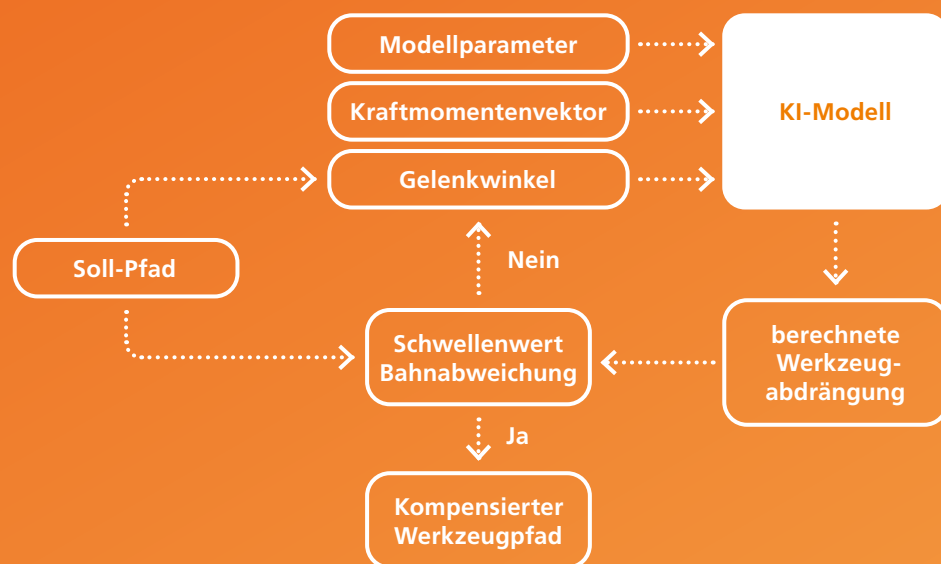 Modellparameter
Kraftmomentenvektor
KI-Modell
Gelenkwinkel
Soll-Pfad
Nein
Schwellenwert
Bahnabweichung
berechnete
Werkzeug-
abdrängung
Ja
Kompensierter
Werkzeugpfad